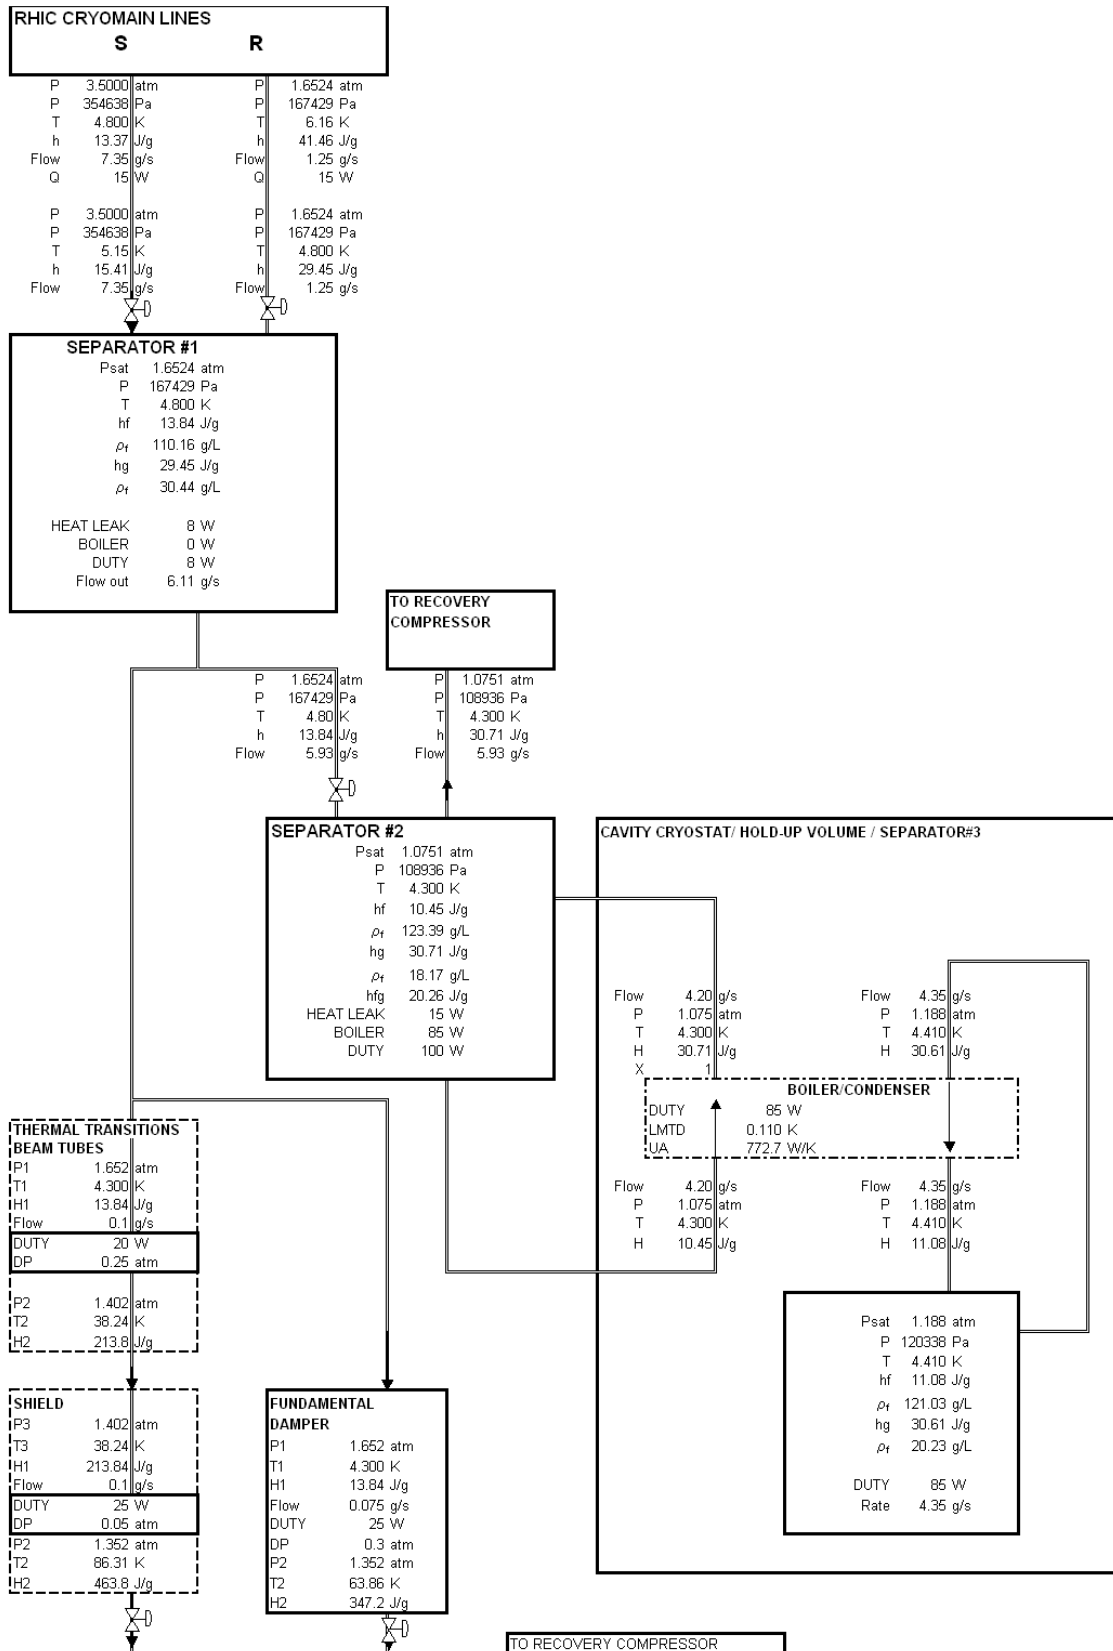 RHIC CRYOMAIN LINES
S R
P 3.5000 atm P 1.6524 atm
P 354638 Pa P 167429 Pa
T 4.800 K T 6.16 K
h 13.37 J/g h 41.46 J/g
Flow 7.35 g/s Flow 1.25 g/s
Q 15 W Q 15 W
P 3.5000 atm P 1.6524 atm
P 354638 Pa P 167429 Pa
T 5.15 K T 4.800 K
h 15.41 J/g h 29.45 J/g
Flow 7.35 g/s Flow 1.25 g/s
SEPARATOR #1
Psat 1.6524 atm
P 167429 Pa
T 4.800 K
hf 13.84 J/g
ρf 110.16 g/L
hg 29.45 J/g
ρf 30.44 g/L
HEAT LEAK 8 W
BOILER 0 W
DUTY 8 W
Flow out 6.11 g/s
TO RECOVERY
COMPRESSOR
P 1.6524 atm P 1.0751 atm
P 167429 Pa P 108936 Pa
T 4.80 K T 4.300 K
h 13.84 J/g h 30.71 J/g
Flow 5.93 g/s Flow 5.93 g/s
SEPARATOR #2
Psat 1.0751 atm
P 108936 Pa
T 4.300 K
hf 10.45 J/g
ρf 123.39 g/L
hg 30.71 J/g
ρf 18.17 g/L
hfg 20.26 J/g
HEAT LEAK 15 W
BOILER 85 W
DUTY 100 W
CAVITY CRYOSTAT/ HOLD-UP VOLUME / SEPARATOR#3
Flow 4.20 g/s Flow 4.35 g/s
P 1.075 atm P 1.188 atm
T 4.300 K T 4.410 K
H 30.71 J/g H 30.61 J/g
X 1
BOILER/CONDENSER
DUTY 85 W
LMTD 0.110 K
UA 772.7 W/K
Flow 4.20 g/s Flow 4.35 g/s
P 1.075 atm P 1.188 atm
T 4.300 K T 4.410 K
H 10.45 J/g H 11.08 J/g
Psat 1.188 atm
P 120338 Pa
T 4.410 K
hf 11.08 J/g
ρf 121.03 g/L
hg 30.61 J/g
ρf 20.23 g/L
DUTY 85 W
Rate 4.35 g/s
THERMAL TRANSITIONS
BEAM TUBES
P1 1.652 atm
T1 4.300 K
H1 13.84 J/g
Flow 0.1 g/s
DUTY 20 W
DP 0.25 atm
P2 1.402 atm
T2 38.24 K
H2 213.8 J/g
SHIELD
P3 1.402 atm
T3 38.24 K
H1 213.84 J/g
Flow 0.1 g/s
DUTY 25 W
DP 0.05 atm
P2 1.352 atm
T2 86.31 K
H2 463.8 J/g
FUNDAMENTAL
DAMPER
P1 1.652 atm
T1 4.300 K
H1 13.84 J/g
Flow 0.075 g/s
DUTY 25 W
DP 0.3 atm
P2 1.352 atm
T2 63.86 K
H2 347.2 J/g
TO RECOVERY COMPRESSOR